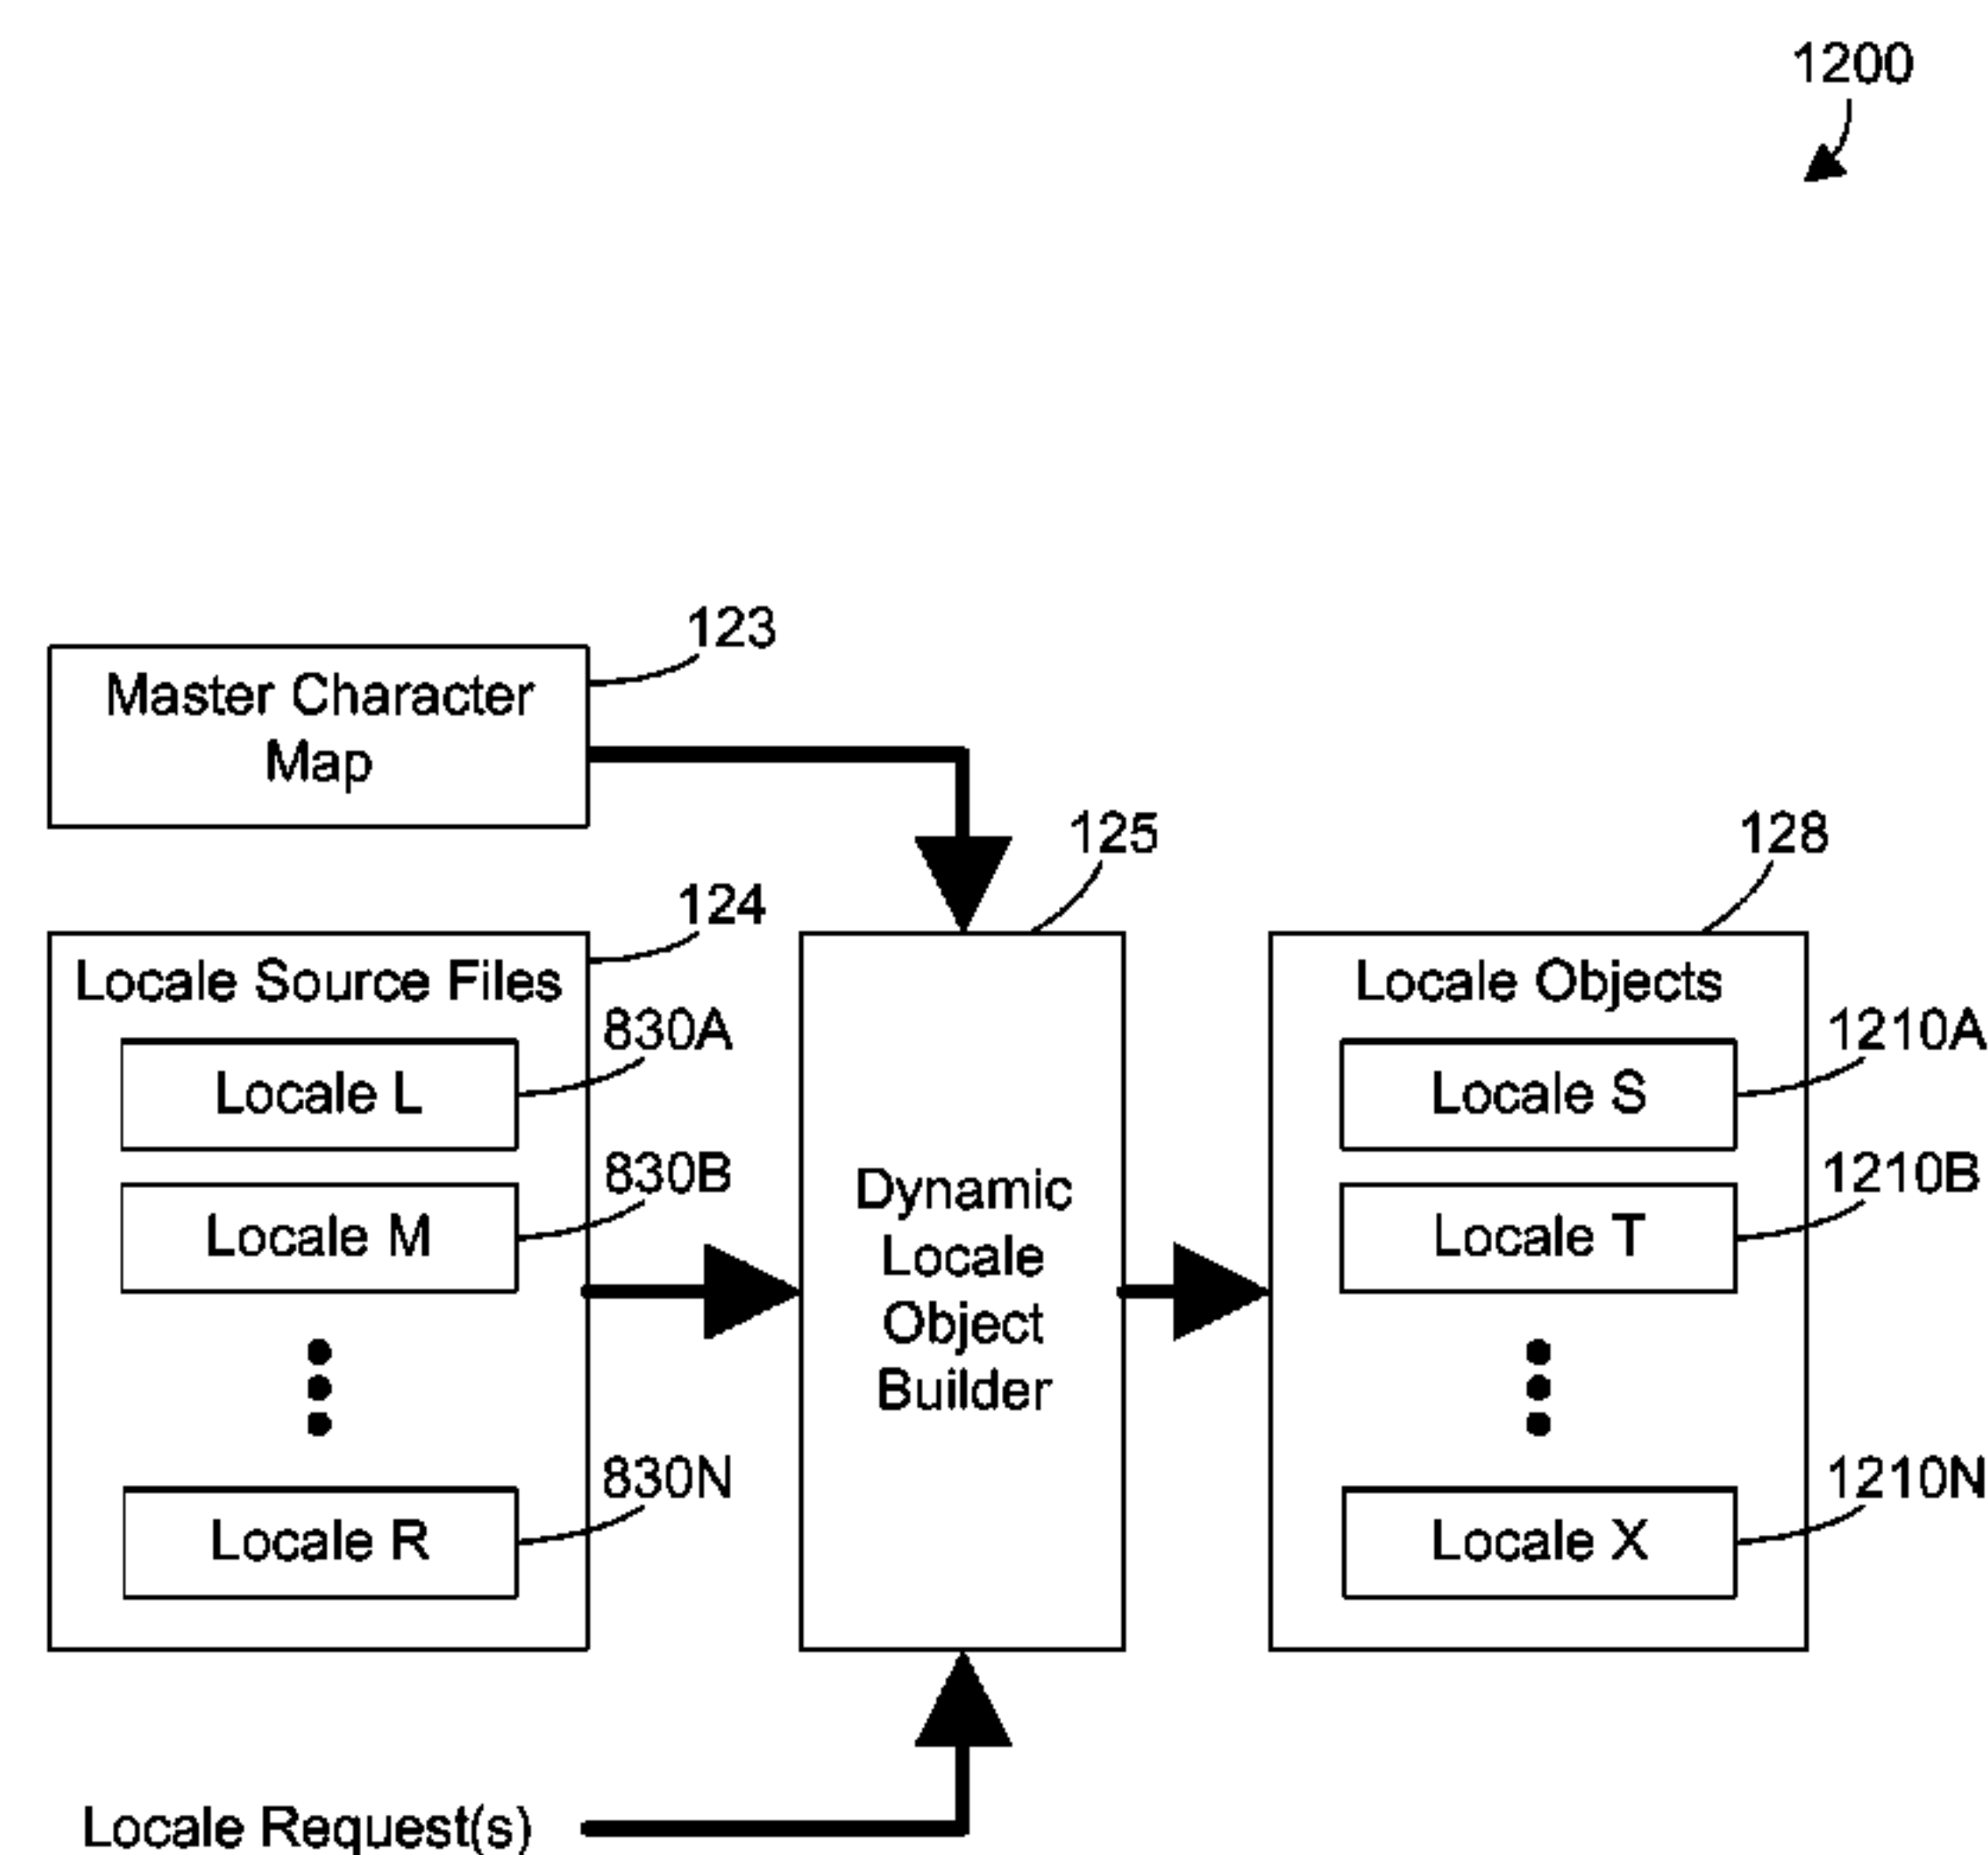 1200
123
Master Character
Map
124
Locale Source Files
830A
Locale L
830B
Locale M
830N
Locale R
125
Dynamic
Locale
Object
Builder
128
Locale Objects
1210A
Locale S
1210B
Locale T
1210N
Locale X
Locale Request(s)